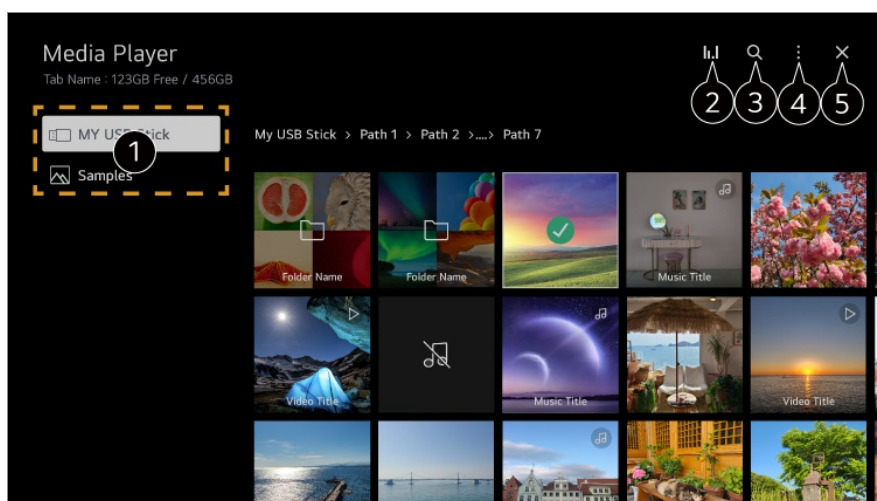 Media Player
Tab Name : 123GB Free / 456GB
2
3
4
5
MY USB Stick
1
Samples
My USB Stick > Path 1 > Path 2 >....> Path 7
Folder Name
Folder Name
Music Title
Video Title
Music Title
Video Title